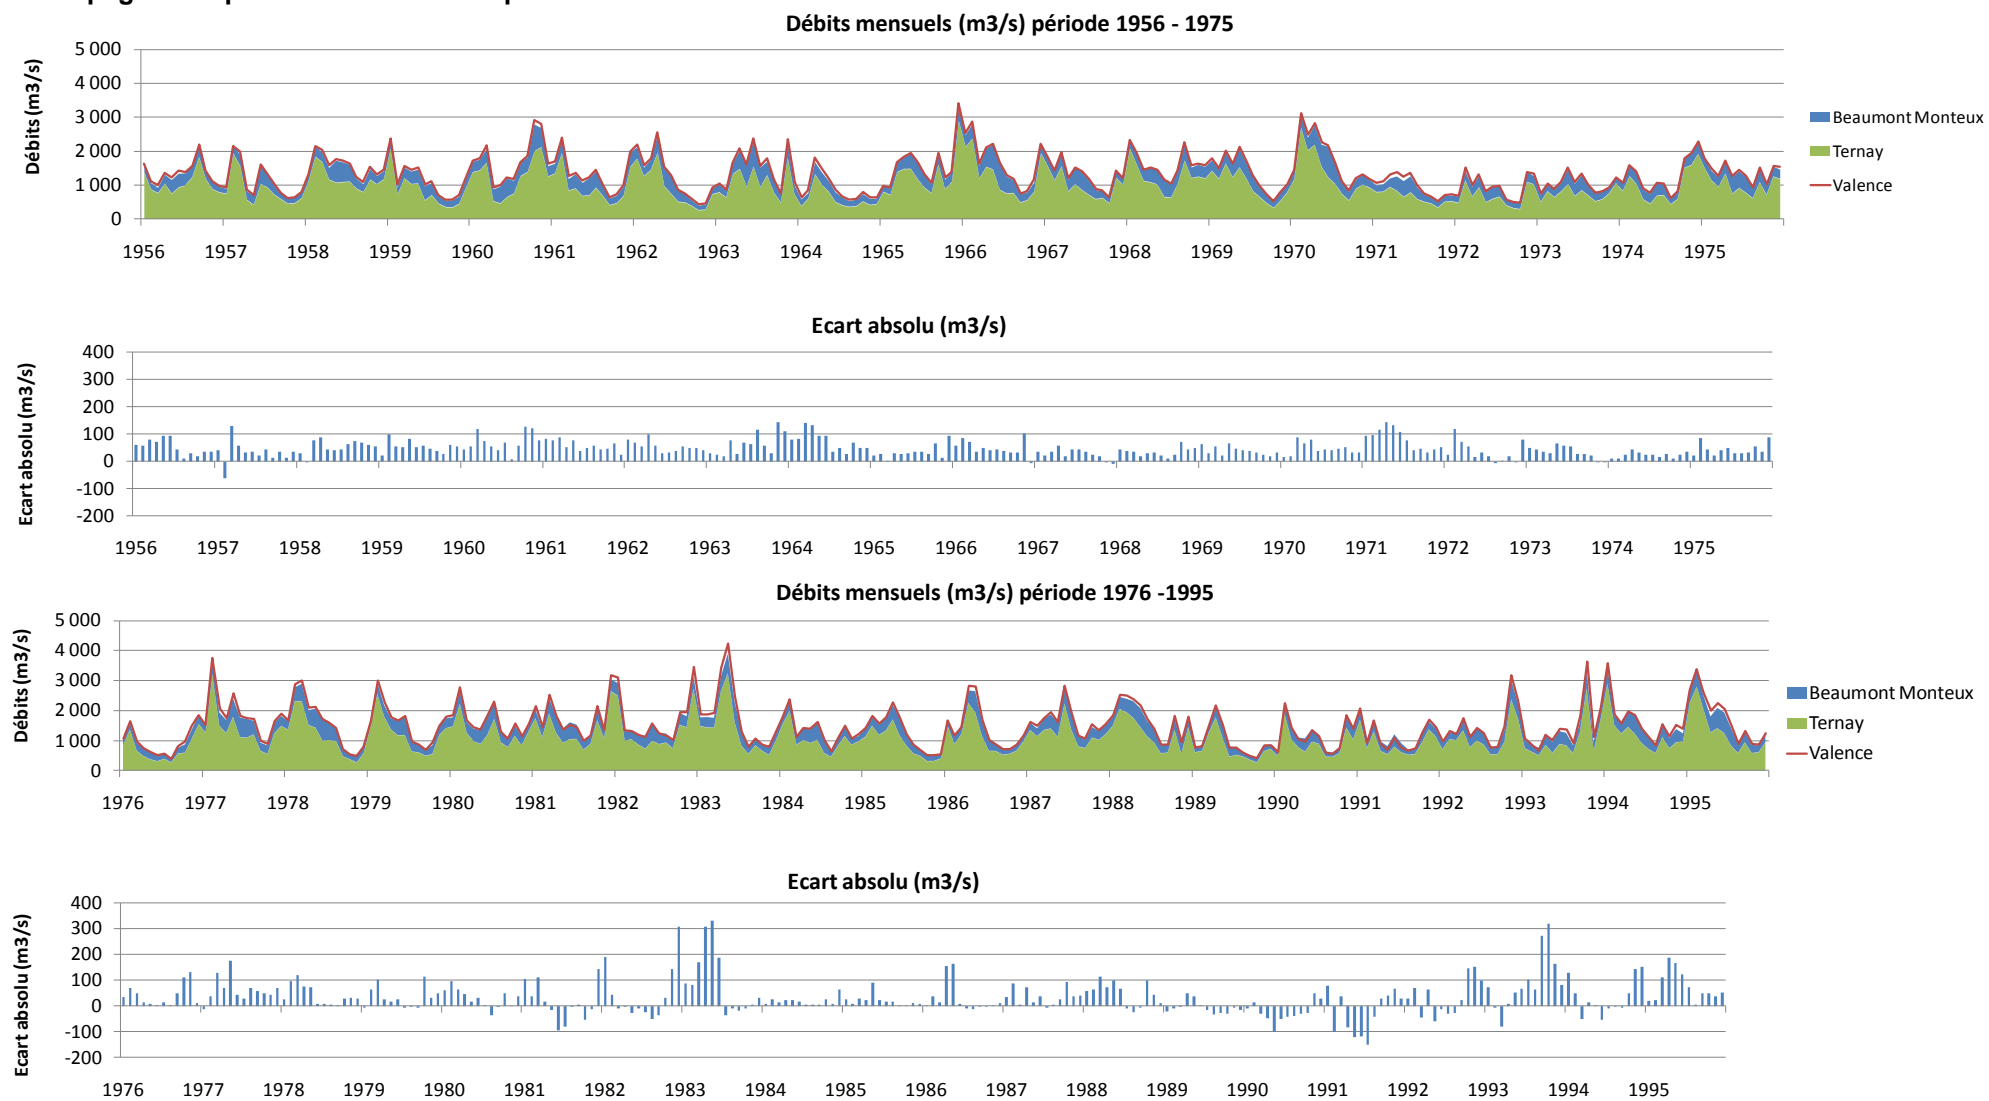 Débits mensuels (m3/s) période 1956 - 1975
Débits (m3/s)
5 000
4 000
3 000
2 000
1 000
0
1956 1957 1958 1959 1960 1961 1962 1963 1964 1965 1966 1967 1968 1969 1970 1971 1972 1973 1974 1975
Beaumont Monteux
Ternay
Valence
Ecart absolu (m3/s)
Ecart absolu (m3/s)
400
300
200
100
0
-100
-200
1956 1957 1958 1959 1960 1961 1962 1963 1964 1965 1966 1967 1968 1969 1970 1971 1972 1973 1974 1975
Débits mensuels (m3/s) période 1976 -1995
Débits (m3/s)
5 000
4 000
3 000
2 000
1 000
0
1976 1977 1978 1979 1980 1981 1982 1983 1984 1985 1986 1987 1988 1989 1990 1991 1992 1993 1994 1995
Beaumont Monteux
Ternay
Valence
Ecart absolu (m3/s)
Ecart absolu (m3/s)
400
300
200
100
0
-100
-200
1976 1977 1978 1979 1980 1981 1982 1983 1984 1985 1986 1987 1988 1989 1990 1991 1992 1993 1994 1995